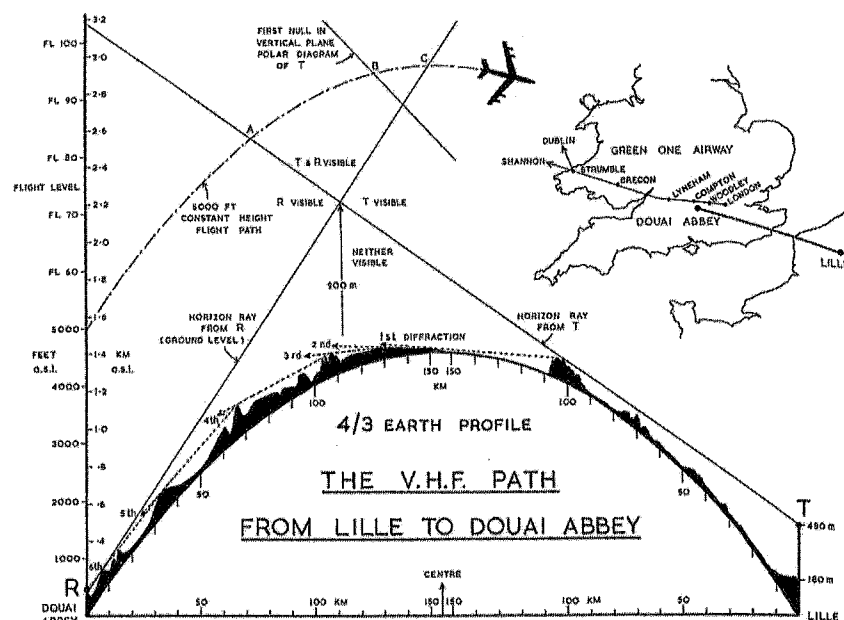 3·2
FL 100
3·0
FL 90
2·8
2·6
FL 80
2·4
FLIGHT LEVEL
2·2
FL 70
2·0
FL 60
1·8
1·6
5000
FEET
a.s.l.
KM
a.s.l.
1·4
4000
1·2
3000
1·0
·8
2000
·6
·4
1000
R
DOUAI
ABBEY
FIRST NULL IN
VERTICAL PLANE
POLAR DIAGRAM
OF T
A
B
C
T & R VISIBLE
R VISIBLE
T VISIBLE
NEITHER
VISIBLE
5000 FT
CONSTANT HEIGHT
FLIGHT PATH
HORIZON RAY
FROM R
(GROUND LEVEL)
HORIZON RAY
FROM T
1st DIFFRACTION
2nd
3rd
4th
5th
6th
50
100
KM
150
150
100
50
4/3 EARTH PROFILE
THE V.H.F. PATH
FROM LILLE TO DOUAI ABBEY
T
490 m
180 m
LILLE
CENTRE
50
100
KM
150
150
100
KM
50
DUBLIN
SHANNON
STRUMBLE
BRECON
GREEN ONE AIRWAY
LYNEHAM
COMPTON
WOODLEY
LONDON
DOUAI ABBEY
LILLE